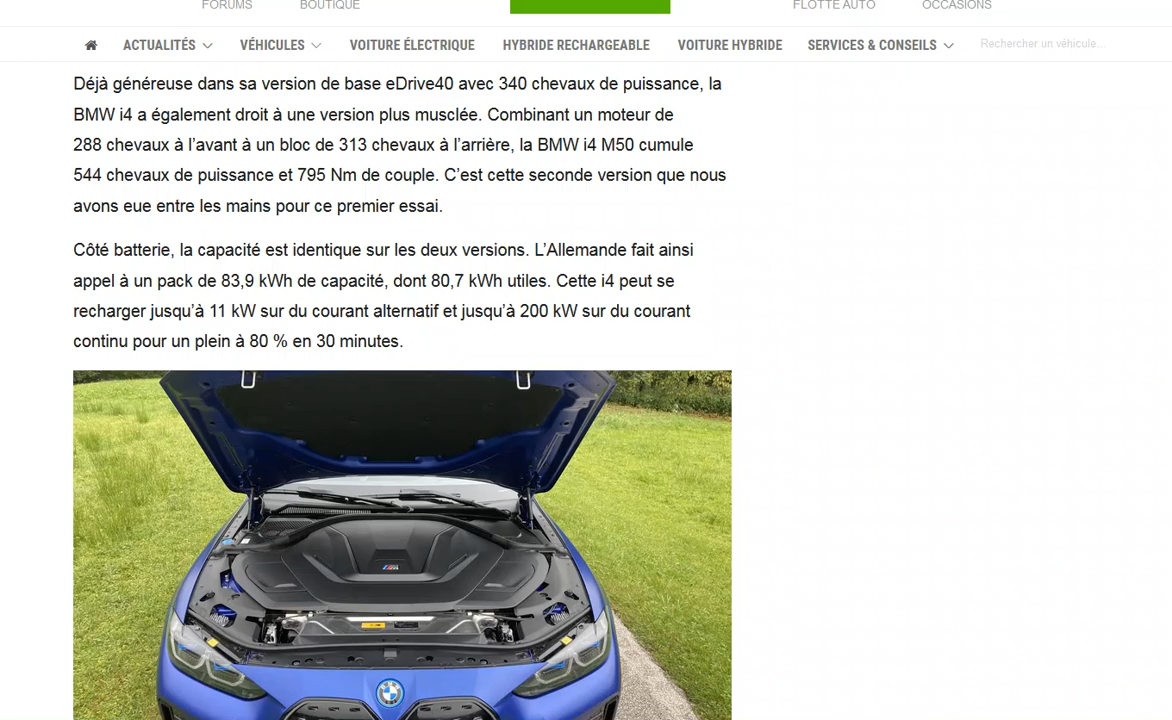 FORUMS BOUTIQUE FLOTTE AUTO OCCASIONS
ACTUALITÉS VÉHICULES VOITURE ÉLECTRIQUE HYBRIDE RECHARGEABLE VOITURE HYBRIDE SERVICES & CONSEILS Rechercher un véhicule...
Déjà généreuse dans sa version de base eDrive40 avec 340 chevaux de puissance, la
BMW i4 a également droit à une version plus musclée. Combinant un moteur de
288 chevaux à l’avant à un bloc de 313 chevaux à l’arrière, la BMW i4 M50 cumule
544 chevaux de puissance et 795 Nm de couple. C’est cette seconde version que nous
avons eue entre les mains pour ce premier essai.
Côté batterie, la capacité est identique sur les deux versions. L’Allemande fait ainsi
appel à un pack de 83,9 kWh de capacité, dont 80,7 kWh utiles. Cette i4 peut se
recharger jusqu’à 11 kW sur du courant alternatif et jusqu’à 200 kW sur du courant
continu pour un plein à 80 % en 30 minutes.
BMW